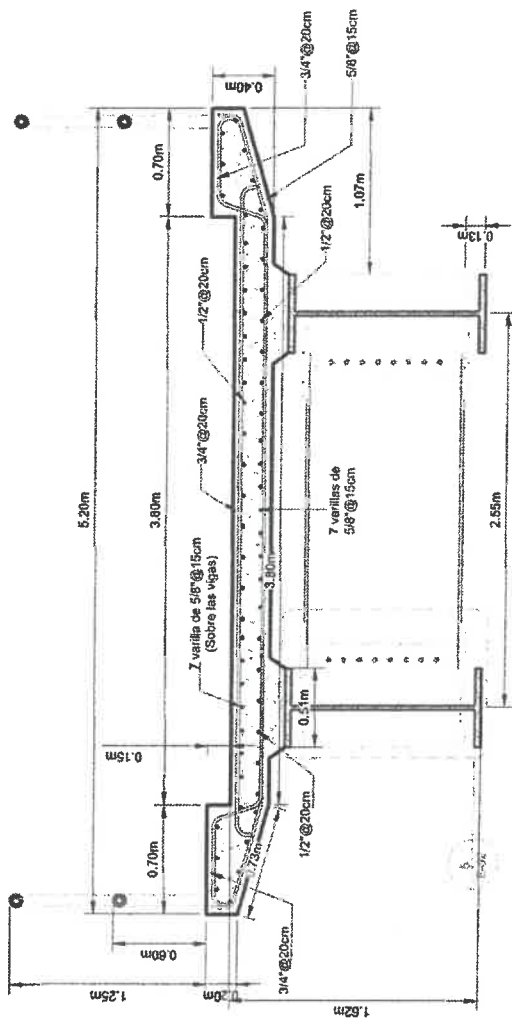 5.20m
0.70m
3.80m
0.70m
0.40m
3/4"@20cm
5/8"@15cm
1.07m
0.13m
1/2"@20cm
1/2"@20cm
3/4"@20cm
7 varilla de 5/8"@15cm
(Sobre las vigas)
3.80m
7 varillas de
5/8"@15cm
2.55m
0.51m
0.15m
1/2"@20cm
3/4"@20cm
0.60m
1.25m
0.20m
1.62m